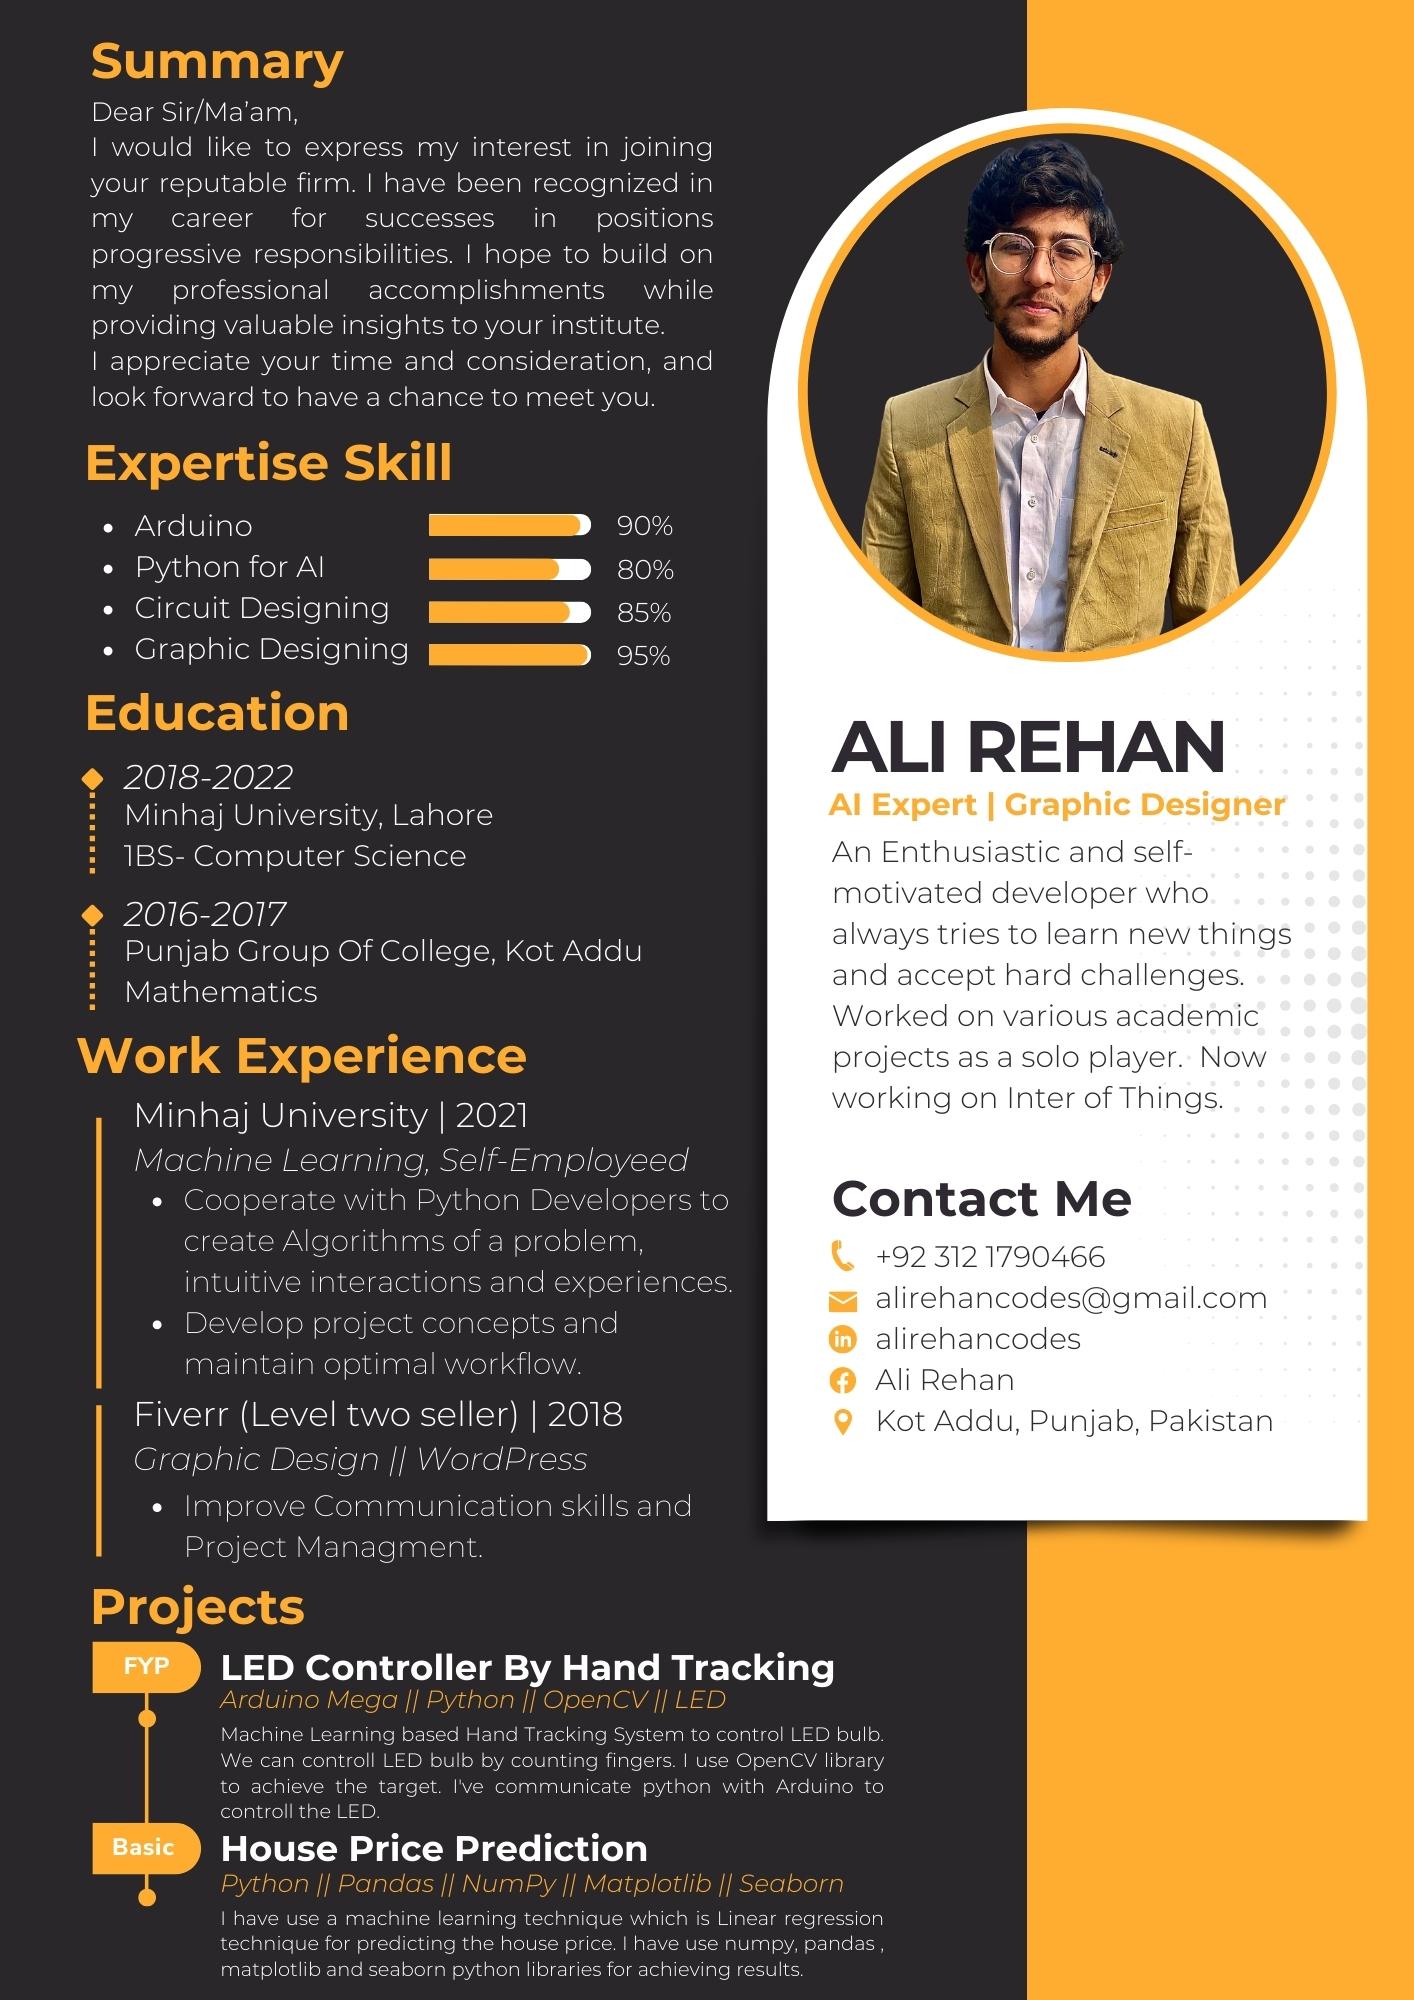 Summary
Dear Sir/Ma’am,
I would like to express my interest in joining
your reputable firm. I have been recognized in
my career for successes in positions
progressive responsibilities. I hope to build on
my professional accomplishments while
providing valuable insights to your institute.
I appreciate your time and consideration, and
look forward to have a chance to meet you.
Expertise Skill
• Arduino 90%
• Python for AI 80%
• Circuit Designing 85%
• Graphic Designing 95%
Education
2018-2022
Minhaj University, Lahore
1BS- Computer Science
2016-2017
Punjab Group Of College, Kot Addu
Mathematics
Work Experience
Minhaj University | 2021
Machine Learning, Self-Employeed
• Cooperate with Python Developers to
create Algorithms of a problem,
intuitive interactions and experiences.
• Develop project concepts and
maintain optimal workflow.
Fiverr (Level two seller) | 2018
Graphic Design || WordPress
• Improve Communication skills and
Project Managment.
Projects
FYP
LED Controller By Hand Tracking
Arduino Mega || Python || OpenCV || LED
Machine Learning based Hand Tracking System to control LED bulb.
We can controll LED bulb by counting fingers. I use OpenCV library
to achieve the target. I've communicate python with Arduino to
controll the LED.
Basic
House Price Prediction
Python || Pandas || NumPy || Matplotlib || Seaborn
I have use a machine learning technique which is Linear regression
technique for predicting the house price. I have use numpy, pandas ,
matplotlib and seaborn python libraries for achieving results.
ALI REHAN
AI Expert | Graphic Designer
An Enthusiastic and self-
motivated developer who
always tries to learn new things
and accept hard challenges.
Worked on various academic
projects as a solo player. Now
working on Inter of Things.
Contact Me
+92 312 1790466
alirehancodes@gmail.com
in alirehancodes
Ali Rehan
Kot Addu, Punjab, Pakistan